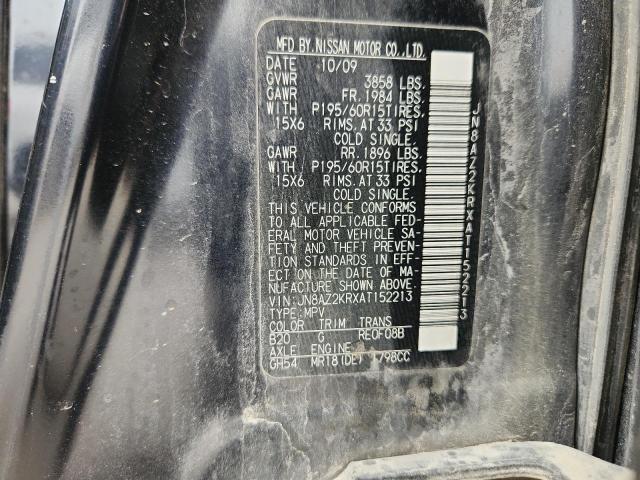 MFD BY NISSAN MOTOR CO.,LTD.
DATE 10/09
GVWR 3858 LBS.
GAWR FR. 1984 LBS.
WITH P195/60R15TIRES,
15X6 RIMS, AT 33 PSI
COLD SINGLE.
GAWR RR. 1896 LBS.
WITH P195/60R15TIRES,
15X6 RIMS, AT 33 PSI
COLD SINGLE.
THIS VEHICLE CONFORMS
TO ALL APPLICABLE FED-
ERAL MOTOR VEHICLE SA-
FETY AND THEFT PREVEN-
TION STANDARDS IN EFF-
ECT ON THE DATE OF MA-
NUFACTURE SHOWN ABOVE.
VIN:JN8AZ2KRXAT152213
TYPE:MPV
COLOR TRIM TRANS
B20 G RE0F08B
AXLE ENGINE
GH54 MR18(DE) 1798CC
JN8AZ2KRXAT152213